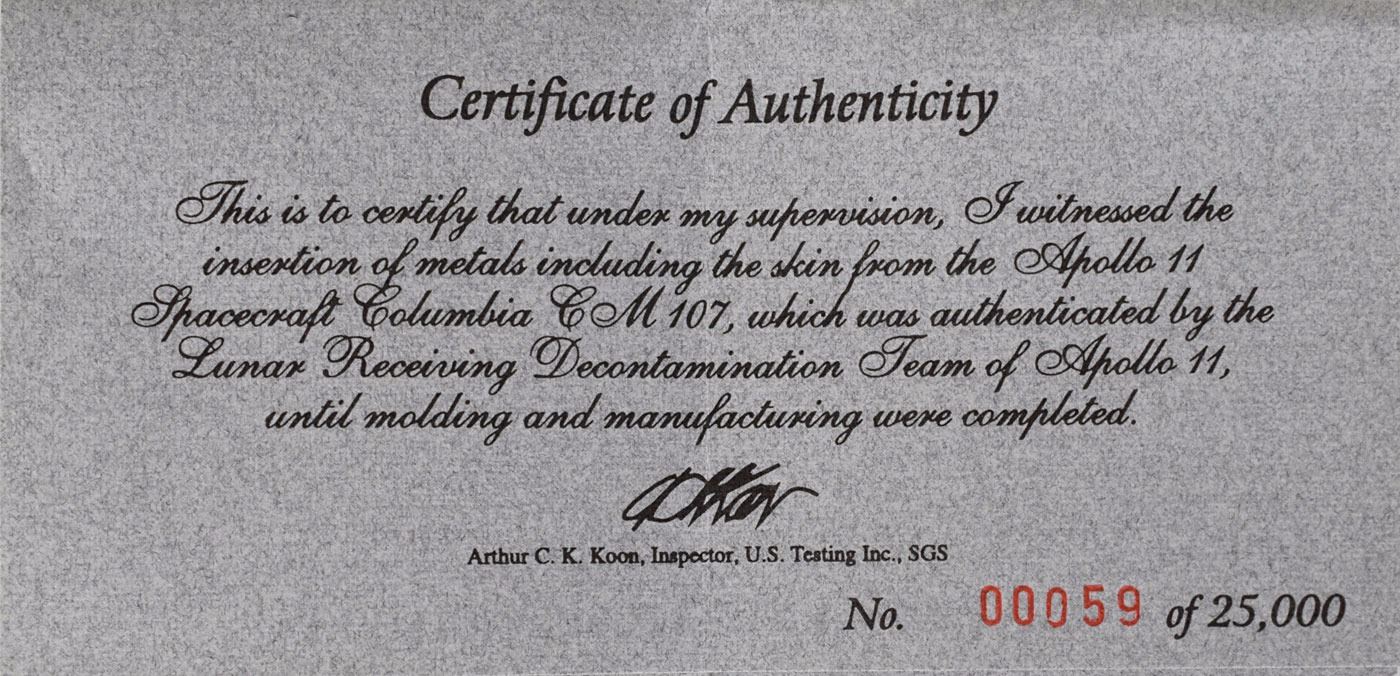 Certificate of Authenticity
This is to certify that under my supervision, I witnessed the
insertion of metals including the skin from the Apollo 11
Spacecraft Columbia CM 107, which was authenticated by the
Lunar Receiving Decontamination Team of Apollo 11,
until molding and manufacturing were completed.
Arthur C. K. Koon, Inspector, U.S. Testing Inc., SGS
No. 00059 of 25,000